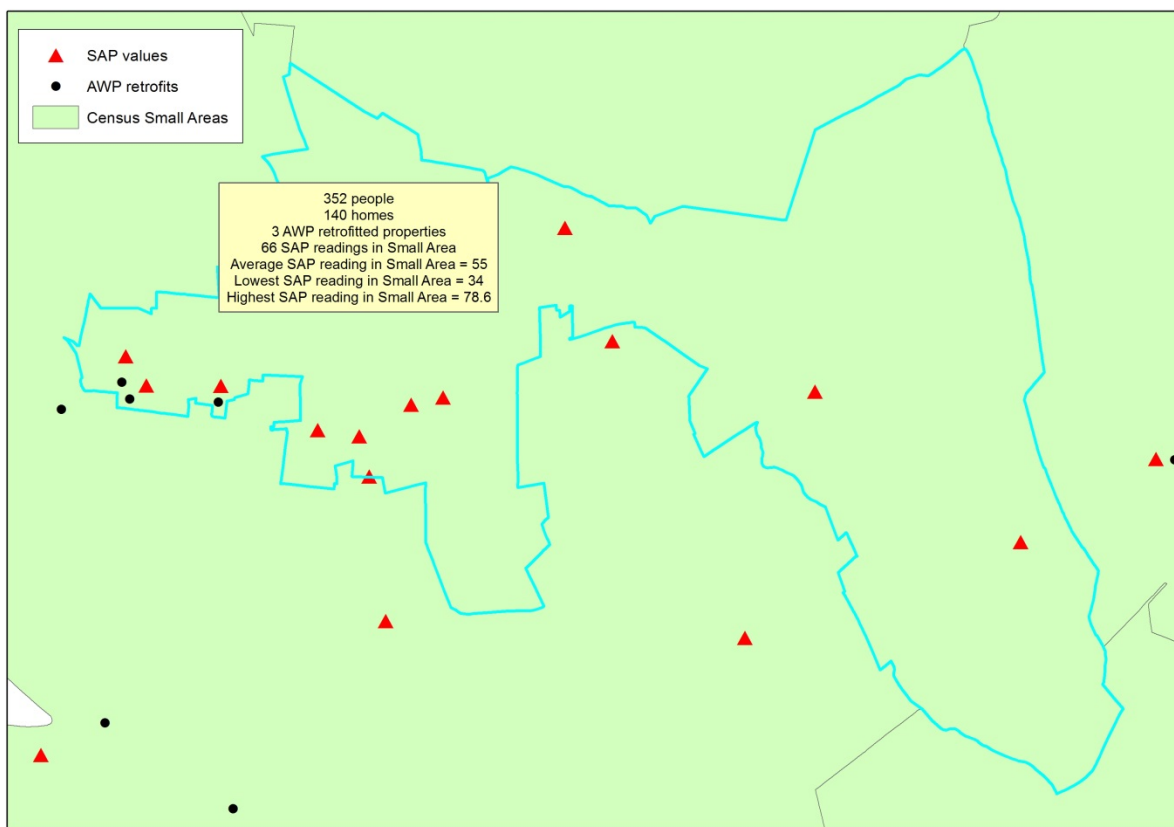 SAP values
AWP retrofits
Census Small Areas
352 people
140 homes
3 AWP retrofitted properties
66 SAP readings in Small Area
Average SAP reading in Small Area = 55
Lowest SAP reading in Small Area = 34
Highest SAP reading in Small Area = 78.6